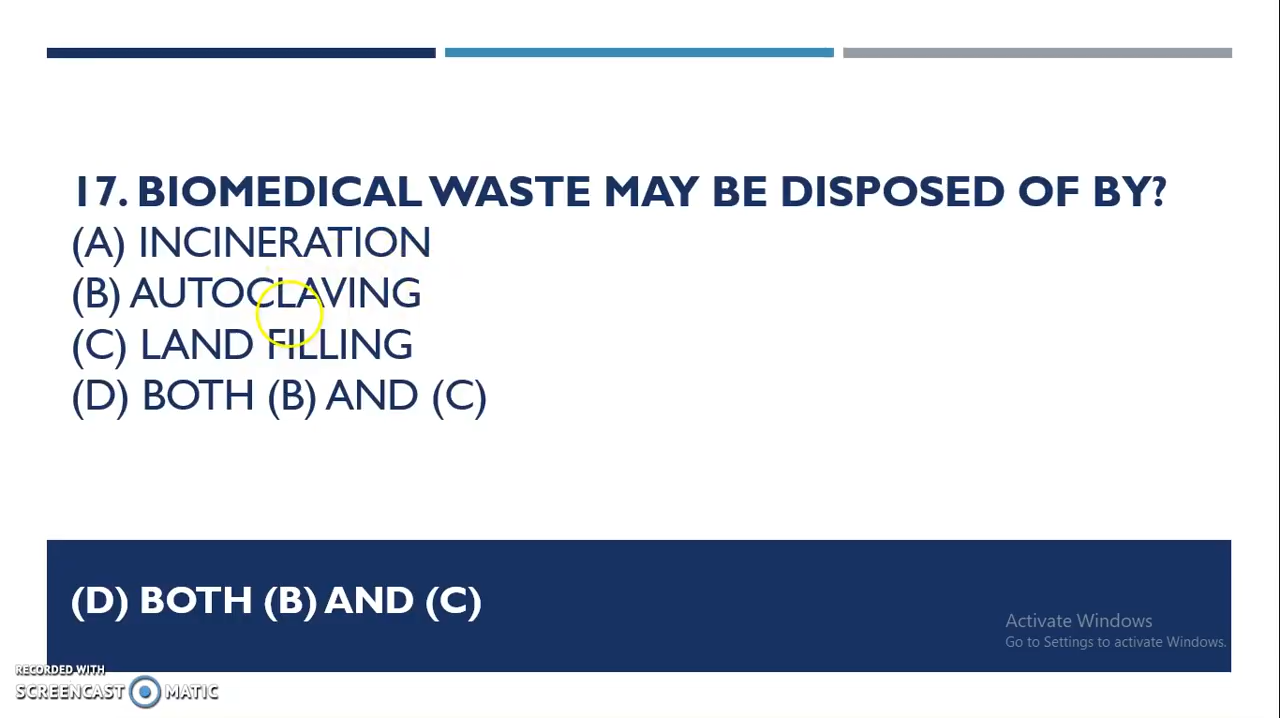 17. BIOMEDICAL WASTE MAY BE DISPOSED OF BY?
(A) INCINERATION
(B) AUTOCLAVING
(C) LAND FILLING
(D) BOTH (B) AND (C)
(D) BOTH (B) AND (C)
Activate Windows
Go to Settings to activate Windows.
RECORDED WITH
SCREENCAST MATIC